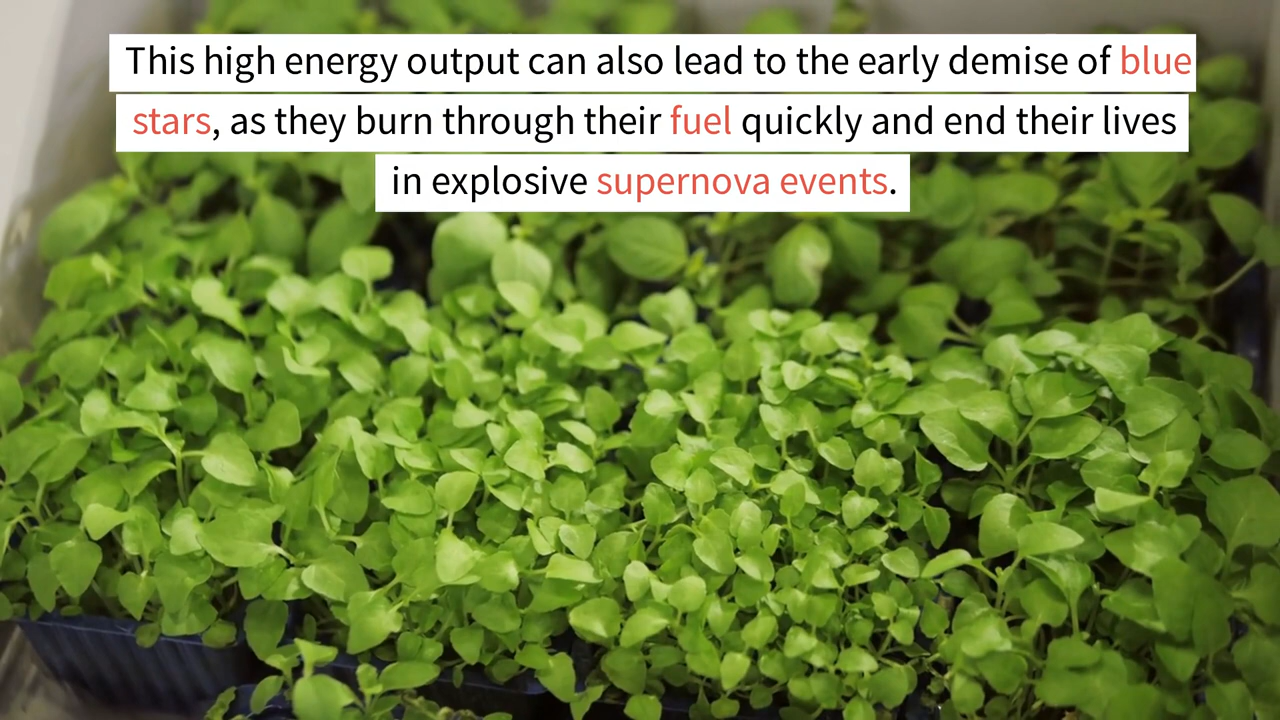 This high energy output can also lead to the early demise of blue
stars, as they burn through their fuel quickly and end their lives
in explosive supernova events.